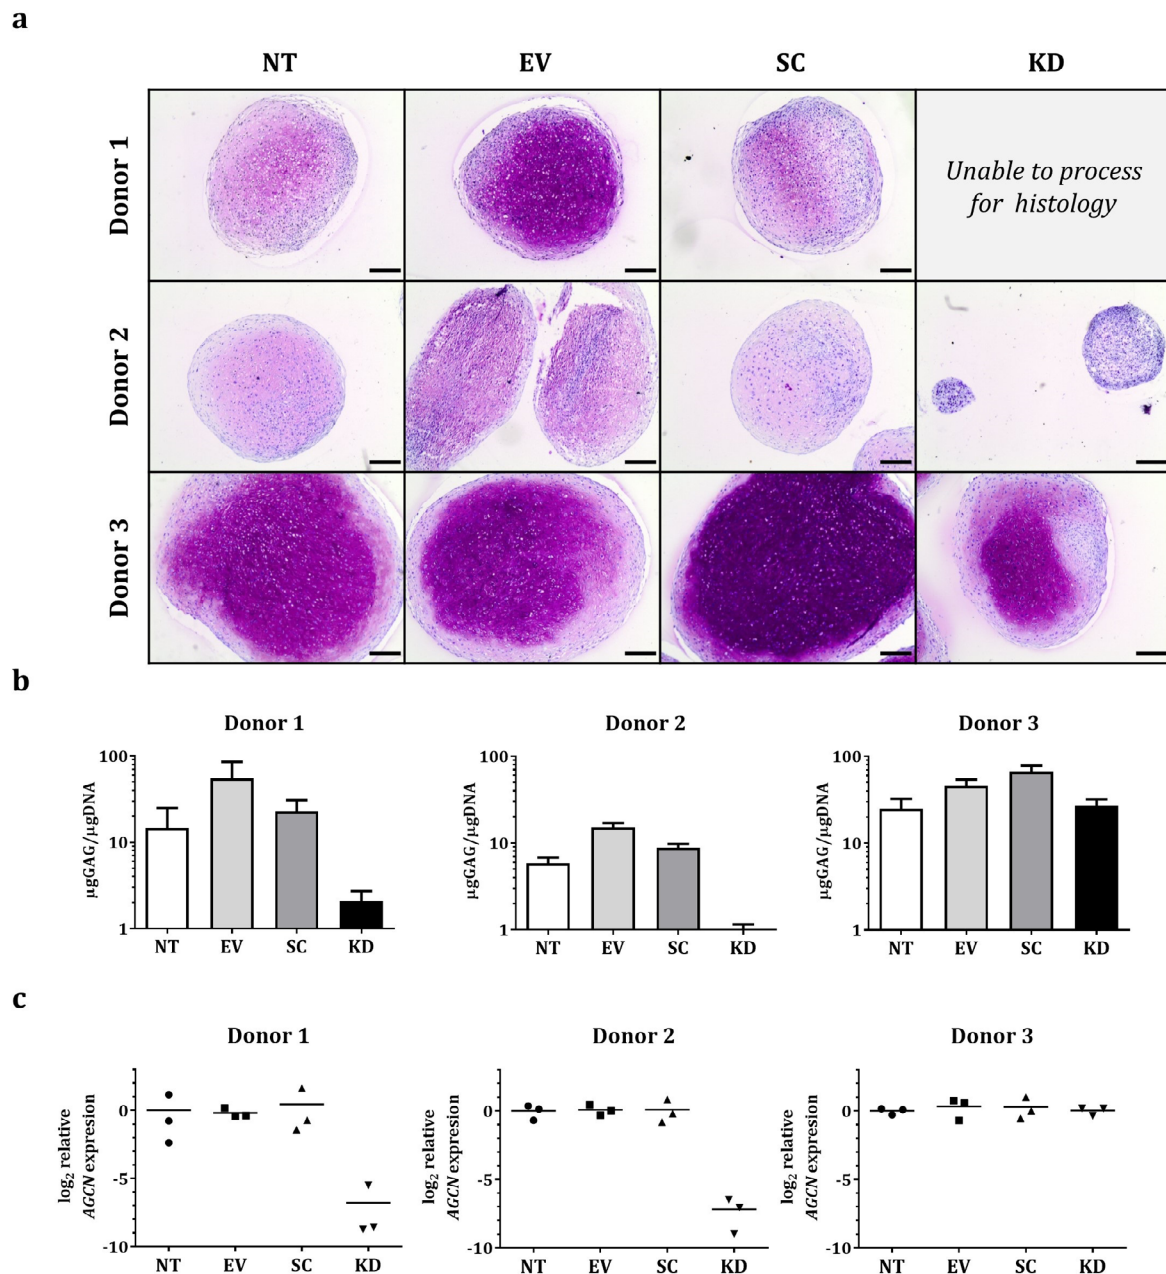 a
NT EV SC KD
Donor 1
Unable to process
for histology
Donor 2
Donor 3
b
Donor 1 Donor 2 Donor 3
µgGAG/µgDNA
100
10
1
NT EV SC KD
µgGAG/µgDNA
100
10
1
NT EV SC KD
µgGAG/µgDNA
100
10
1
NT EV SC KD
c
Donor 1 Donor 2 Donor 3
log₂ relative
AGCN expresion
0
-5
-10
NT EV SC KD
log₂ relative
AGCN expression
0
-5
-10
NT EV SC KD
log₂ relative
AGCN expression
0
-5
-10
NT EV SC KD